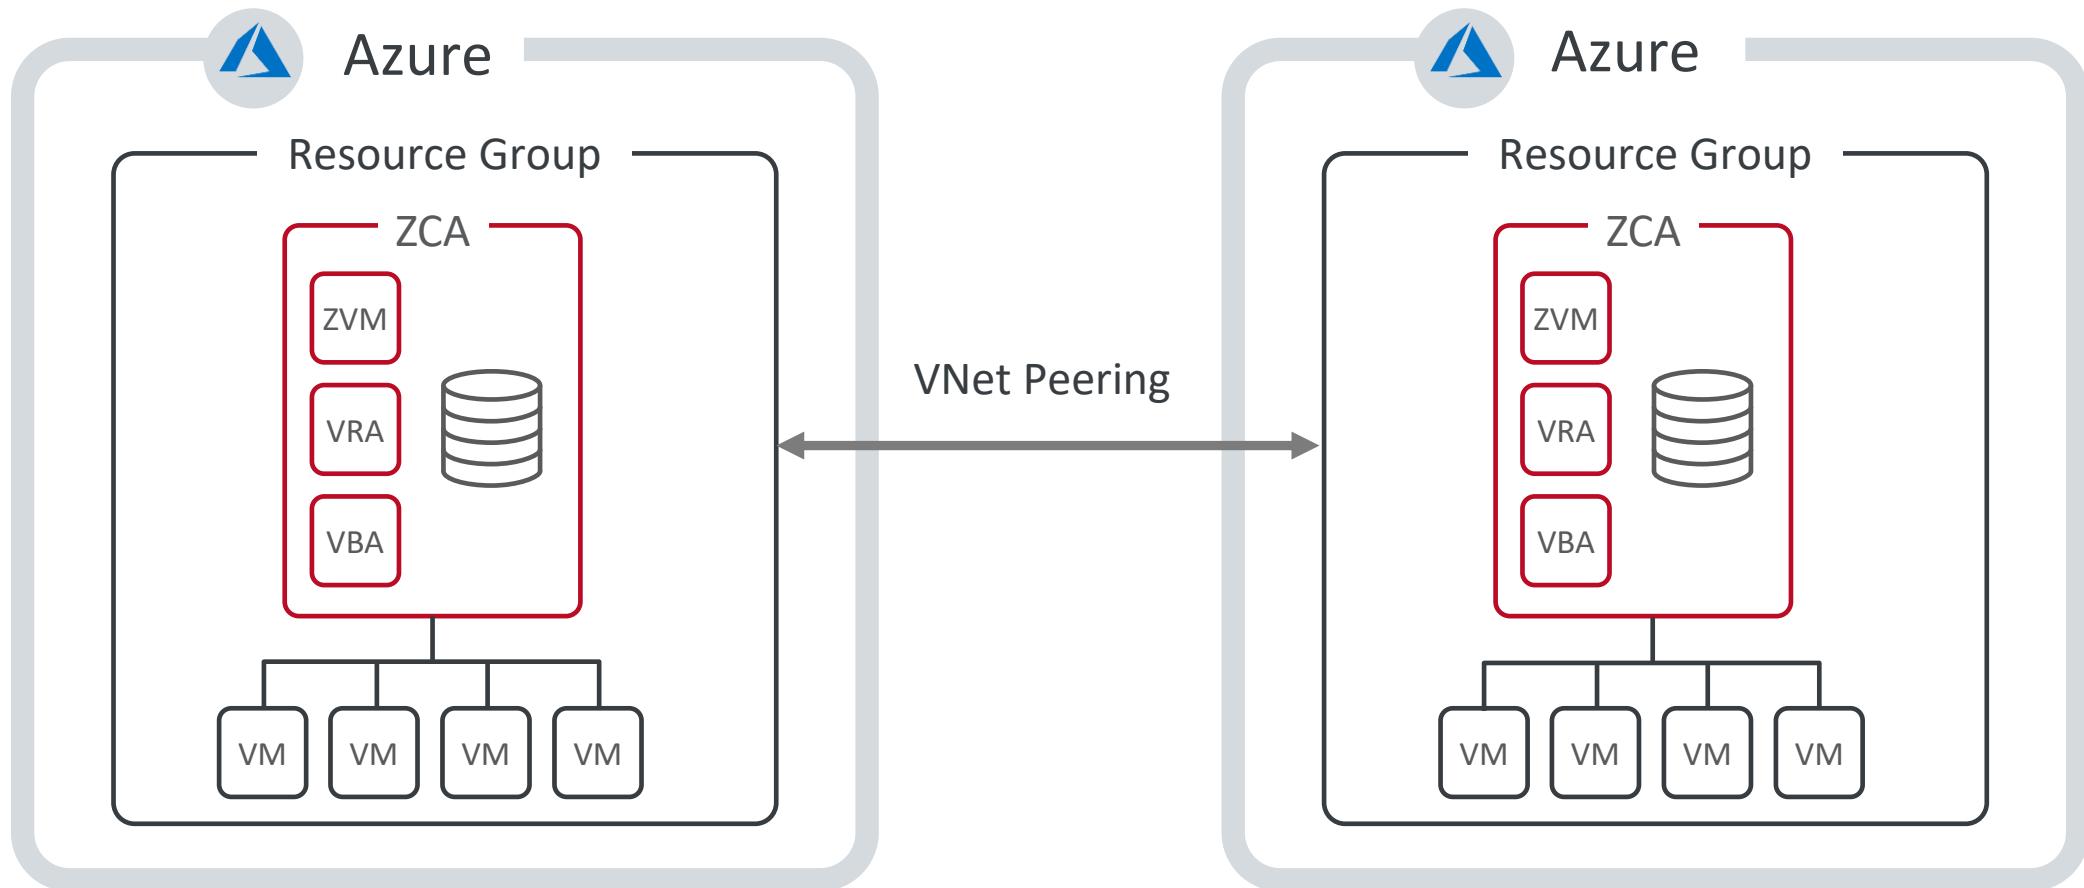 Azure
Resource Group
ZCA
ZVM
VRA
VBA
VM VM VM VM
VNet Peering
Azure
Resource Group
ZCA
ZVM
VRA
VBA
VM VM VM VM